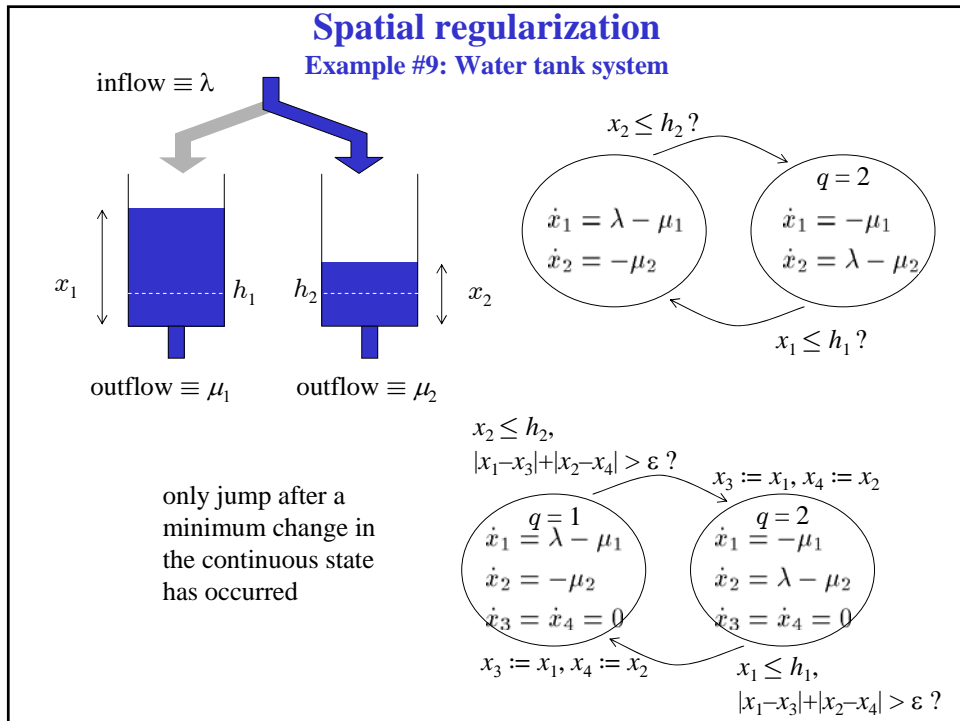 Spatial regularization
Example #9: Water tank system
inflow ≡ λ
x₁
h₁
h₂
x₂
outflow ≡ μ₁
outflow ≡ μ₂
x₂ ≤ h₂ ?
ẋ₁ = λ − μ₁
ẋ₂ = −μ₂
q = 2
ẋ₁ = −μ₁
ẋ₂ = λ − μ₂
x₁ ≤ h₁ ?
only jump after a
minimum change in
the continuous state
has occurred
x₂ ≤ h₂,
|x₁–x₃|+|x₂–x₄| > ε ?
x₃ := x₁, x₄ := x₂
q = 1
ẋ₁ = λ − μ₁
ẋ₂ = −μ₂
ẋ₃ = ẋ₄ = 0
q = 2
ẋ₁ = −μ₁
ẋ₂ = λ − μ₂
ẋ₃ = ẋ₄ = 0
x₃ := x₁, x₄ := x₂
x₁ ≤ h₁,
|x₁–x₃|+|x₂–x₄| > ε ?